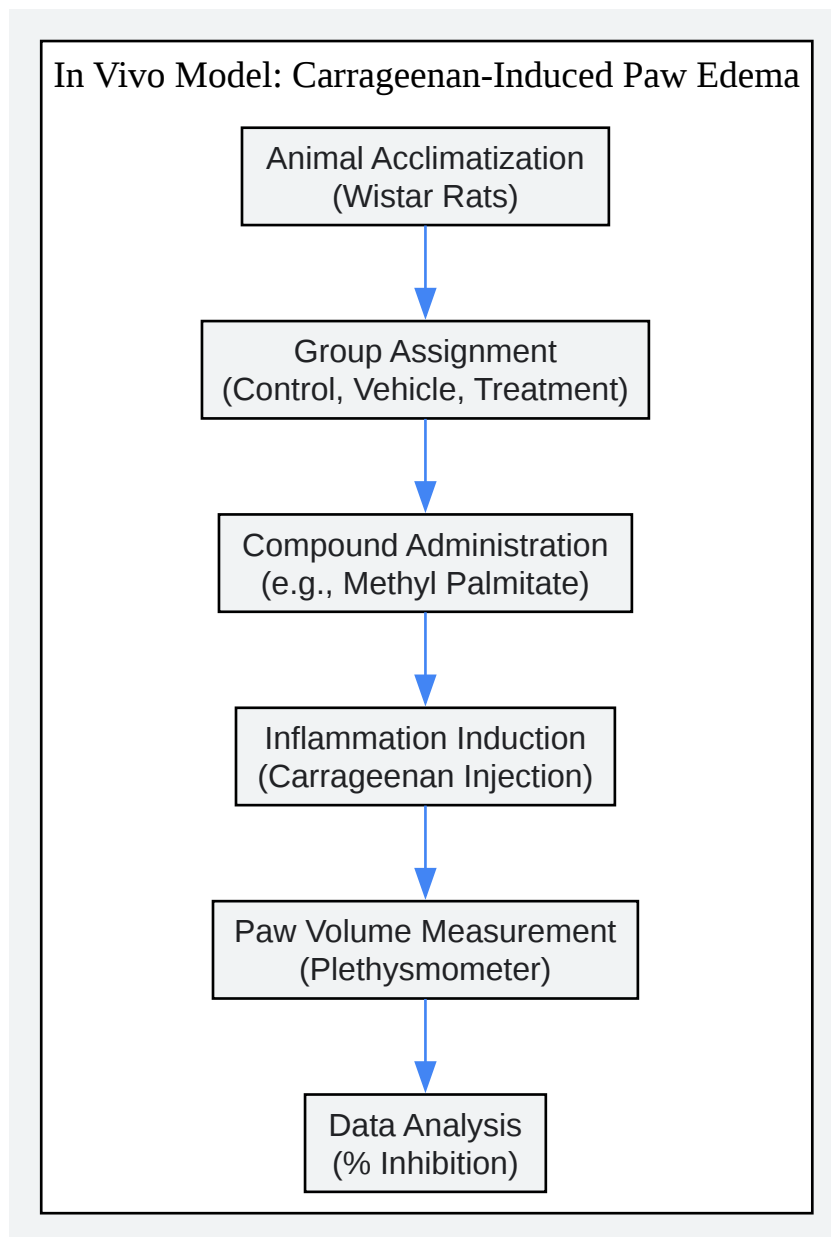 In Vivo Model: Carrageenan-Induced Paw Edema
Animal Acclimatization
(Wistar Rats)
Group Assignment
(Control, Vehicle, Treatment)
Compound Administration
(e.g., Methyl Palmitate)
Inflammation Induction
(Carrageenan Injection)
Paw Volume Measurement
(Plethysmometer)
Data Analysis
(% Inhibition)